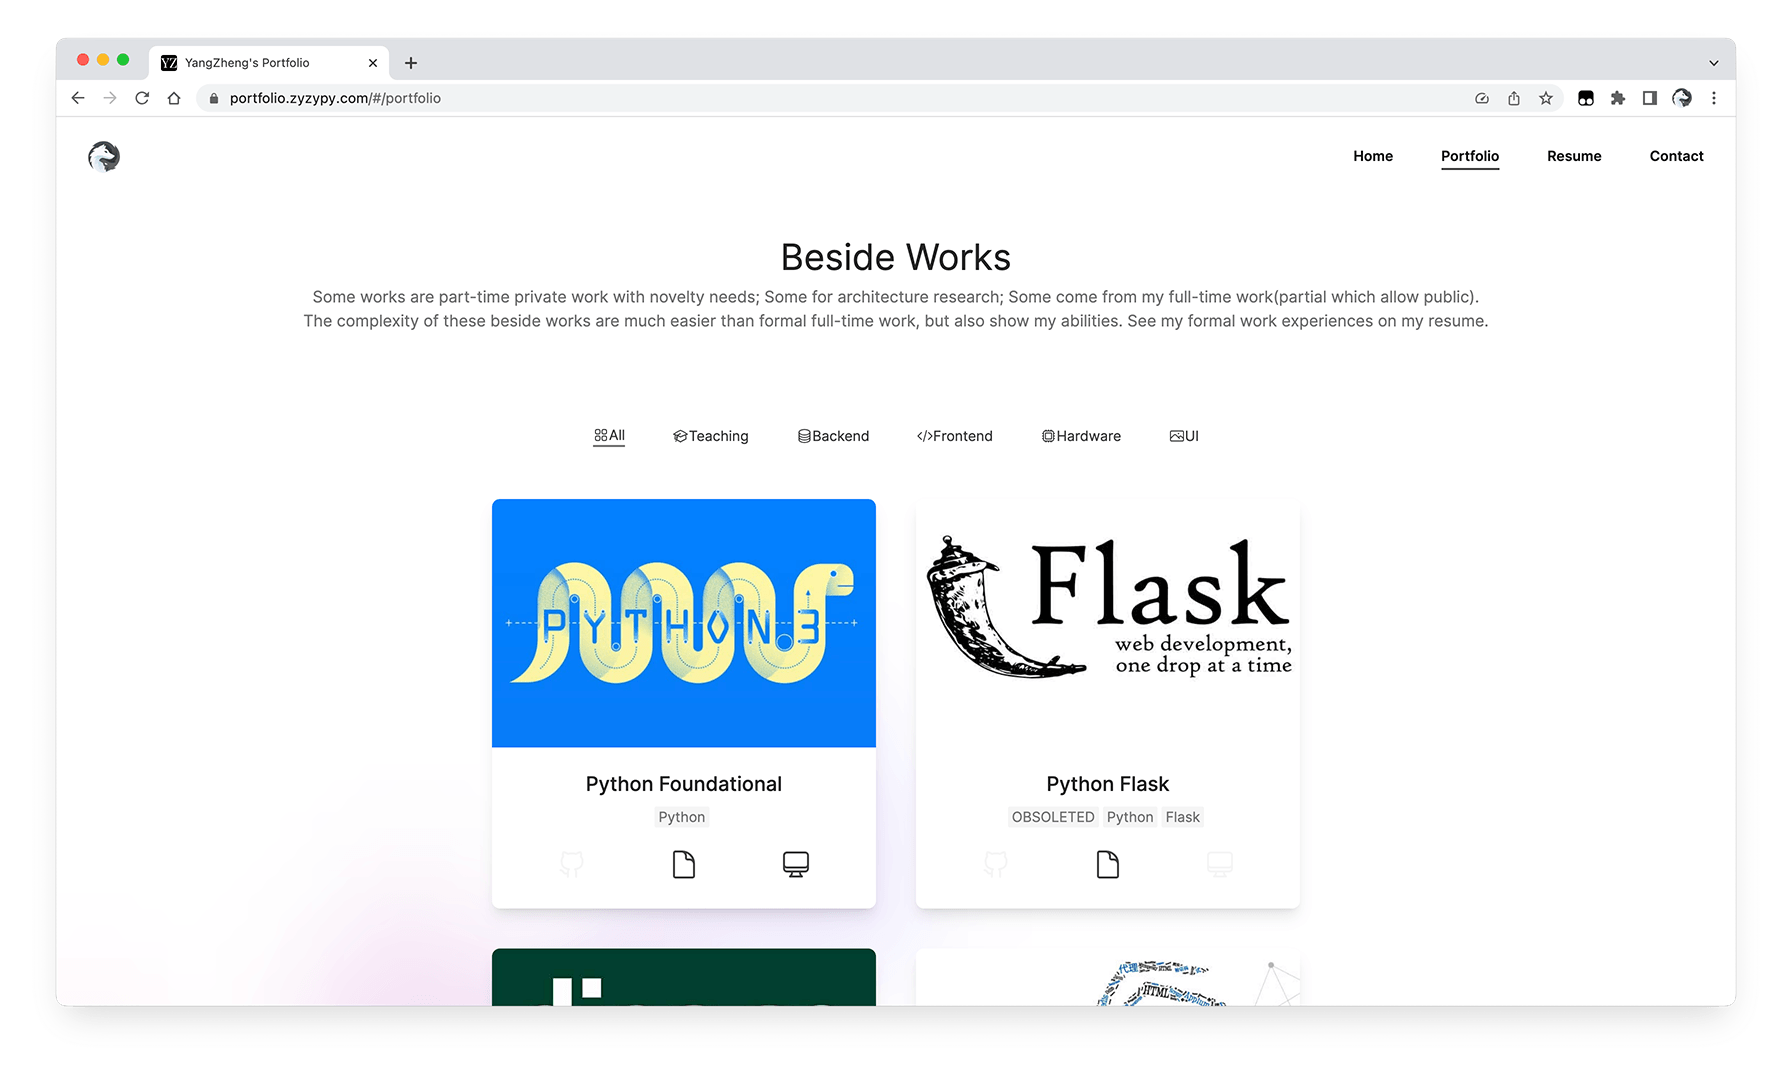 YZ YangZheng's Portfolio
portfolio.zyzypy.com/#/portfolio
Home Portfolio Resume Contact
Beside Works
Some works are part-time private work with novelty needs; Some for architecture research; Some come from my full-time work(partial which allow public).
The complexity of these beside works are much easier than formal full-time work, but also show my abilities. See my formal work experiences on my resume.
All Teaching Backend </>Frontend Hardware UI
PYTHON 3
Flask
web development,
one drop at a time
Python Foundational
Python
Python Flask
OBSOLETED Python Flask
代理
HTML